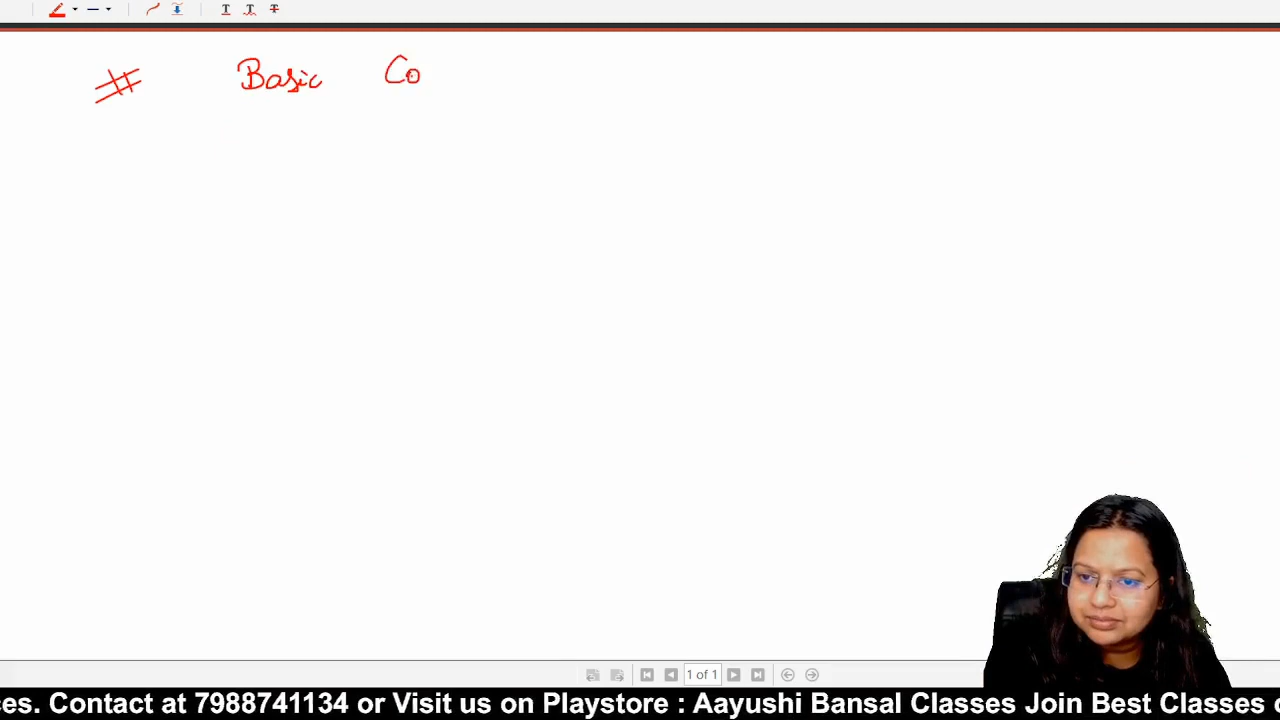 T T T
# Basic Co
1 of 1
ces. Contact at 7988741134 or Visit us on Playstore : Aayushi Bansal Classes Join Best Classes o